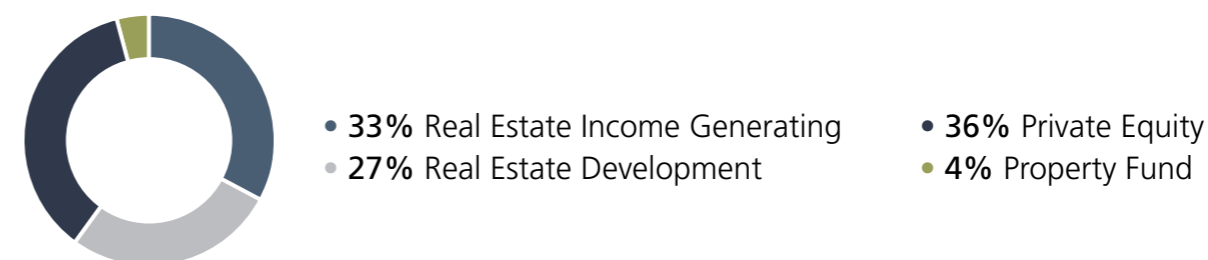 33% Real Estate Income Generating
27% Real Estate Development
36% Private Equity
4% Property Fund